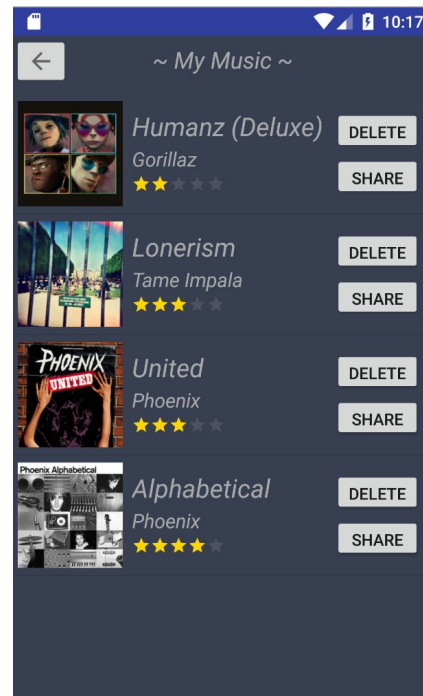 10:17
~ My Music ~
Humanz (Deluxe)
Gorillaz
DELETE
SHARE
Lonerism
Tame Impala
DELETE
SHARE
PHOENIX
UNITED
United
Phoenix
DELETE
SHARE
Phoenix Alphabetical
Alphabetical
Phoenix
DELETE
SHARE